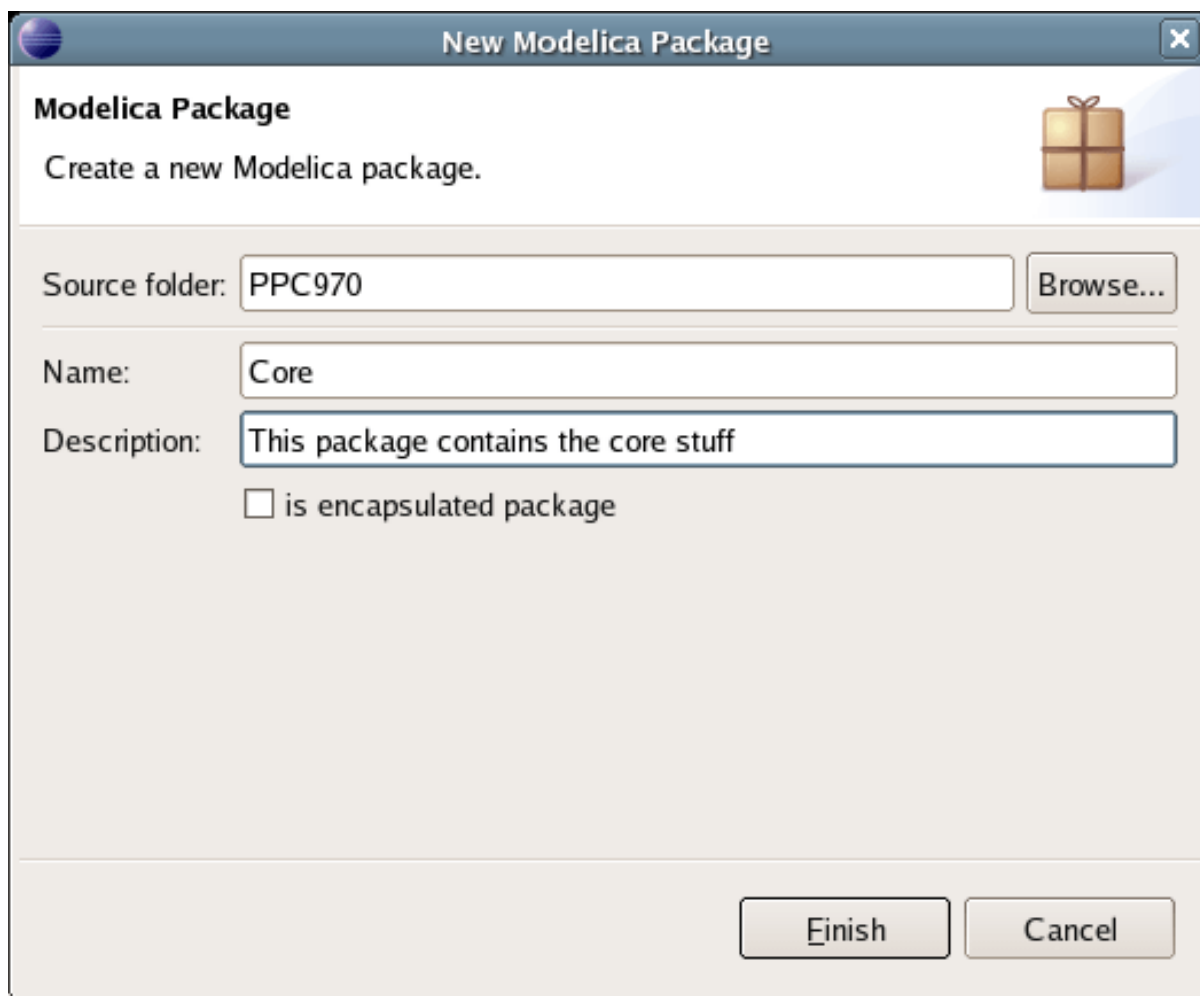 New Modelica Package
Modelica Package
Create a new Modelica package.
Source folder: PPC970 Browse...
Name: Core
Description: This package contains the core stuff
is encapsulated package
Finish Cancel